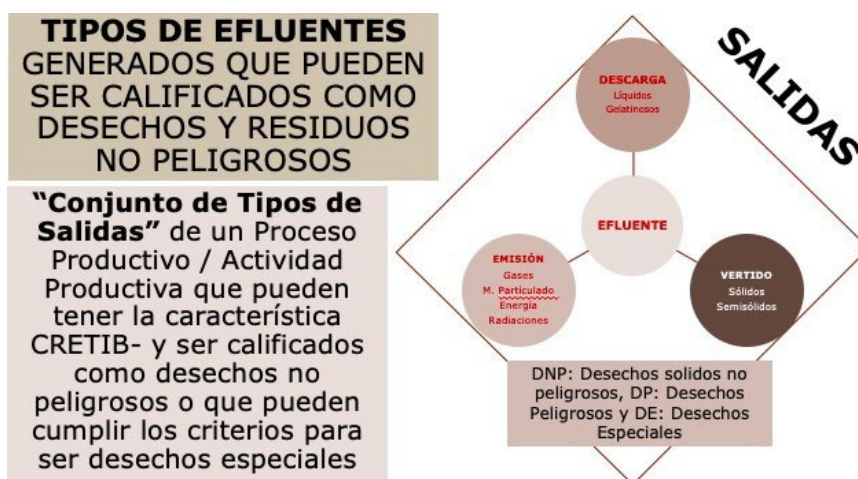 TIPOS DE EFLUENTES
GENERADOS QUE PUEDEN
SER CALIFICADOS COMO
DESECHOS Y RESIDUOS
NO PELIGROSOS
“Conjunto de Tipos de
Salidas” de un Proceso
Productivo / Actividad
Productiva que pueden
tener la característica
CRETIB- y ser calificados
como desechos no
peligrosos o que pueden
cumplir los criterios para
ser desechos especiales
SALIDAS
DESCARGA
Líquidos
Gelatinosos
EFLUENTE
EMISIÓN
Gases
M. Partículado
Energía
Radiaciones
VERTIDO
Sólidos
Semisólidos
DNP: Desechos solidos no
peligrosos, DP: Desechos
Peligrosos y DE: Desechos
Especiales